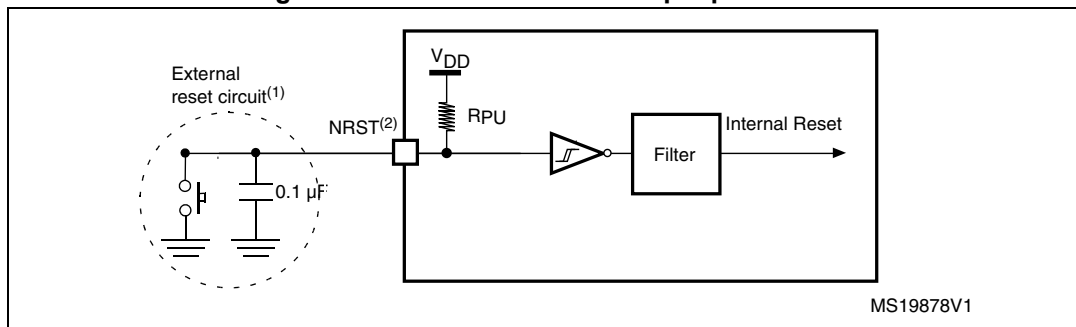 VDD
External
reset circuit(1)
NRST(2)
RPU
Internal Reset
Filter
0.1 µF
MS19878V1